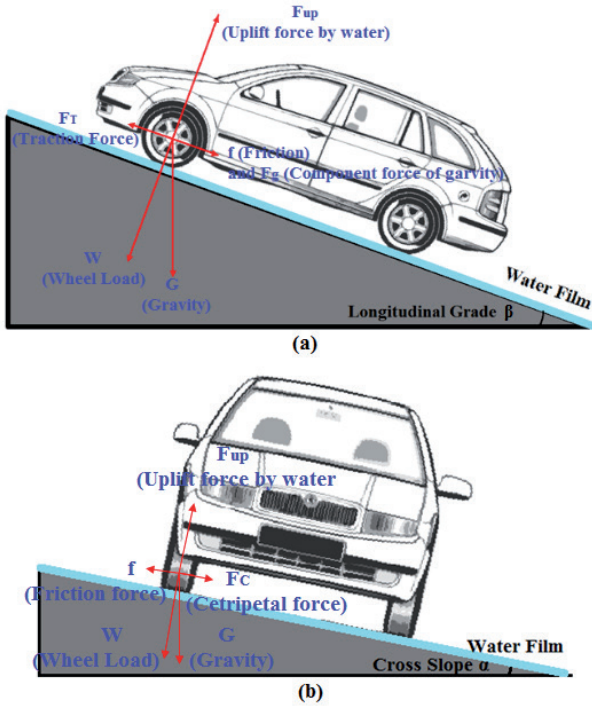 Fup
(Uplift force by water)
FT
(Traction Force)
f (Friction)
and Fg (Component force of garvity)
W
(Wheel Load)
G
(Gravity)
Water Film
Longitudinal Grade β
(a)
Fup
(Uplift force by water
f
(Friction force)
FC
(Cetripetal force)
W
(Wheel Load)
G
(Gravity)
Water Film
Cross Slope α
(b)